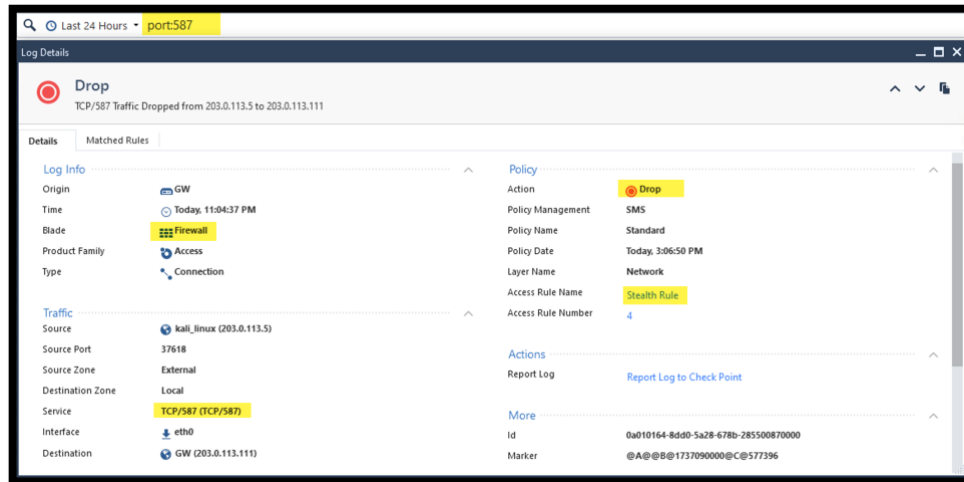 Last 24 Hours port:587
Log Details
Drop
TCP/587 Traffic Dropped from 203.0.113.5 to 203.0.113.111
Details Matched Rules
Log Info
Origin GW
Time Today, 11:04:37 PM
Blade Firewall
Product Family Access
Type Connection
Traffic
Source kali_linux (203.0.113.5)
Source Port 37618
Source Zone External
Destination Zone Local
Service TCP/587 (TCP/587)
Interface eth0
Destination GW (203.0.113.111)
Policy
Action Drop
Policy Management SMS
Policy Name Standard
Policy Date Today, 3:06:50 PM
Layer Name Network
Access Rule Name Stealth Rule
Access Rule Number 4
Actions
Report Log Report Log to Check Point
More
Id 0a010164-8dd0-5a28-678b-285500870000
Marker @A@@B@1737090000@C@577396